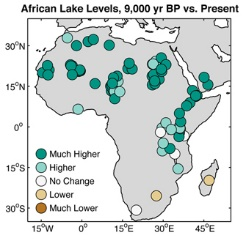 African Lake Levels, 9,000 yr BP vs. Present
30°N
15°N
0°
15°S
30°S
Much Higher
Higher
No Change
Lower
Much Lower
15°W
0°
15°E
30°E
45°E